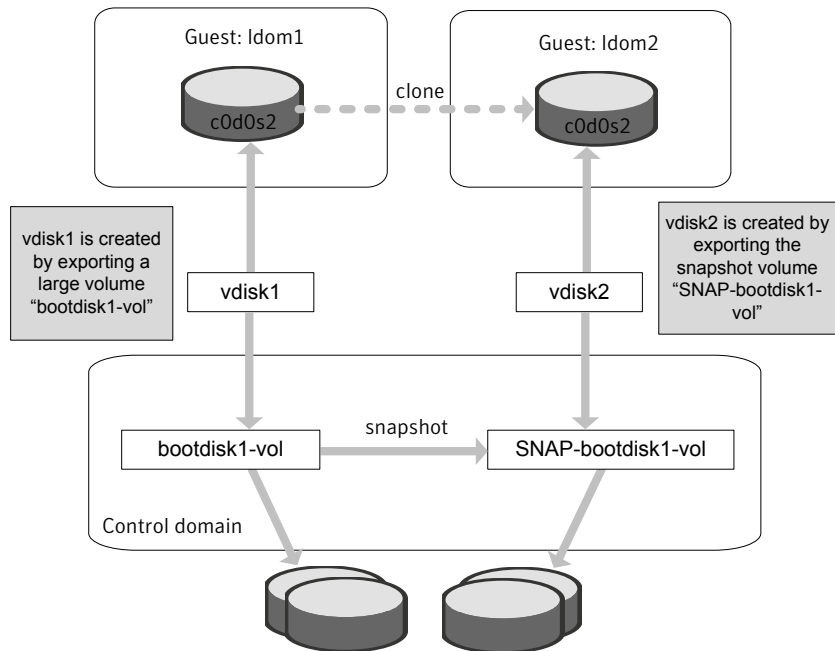 Guest: ldom1
Guest: ldom2
clone
c0d0s2
c0d0s2
vdisk1 is created
by exporting a
large volume
“bootdisk1-vol”
vdisk2 is created by
exporting the
snapshot volume
“SNAP-bootdisk1-
vol”
vdisk1
vdisk2
snapshot
bootdisk1-vol
SNAP-bootdisk1-vol
Control domain